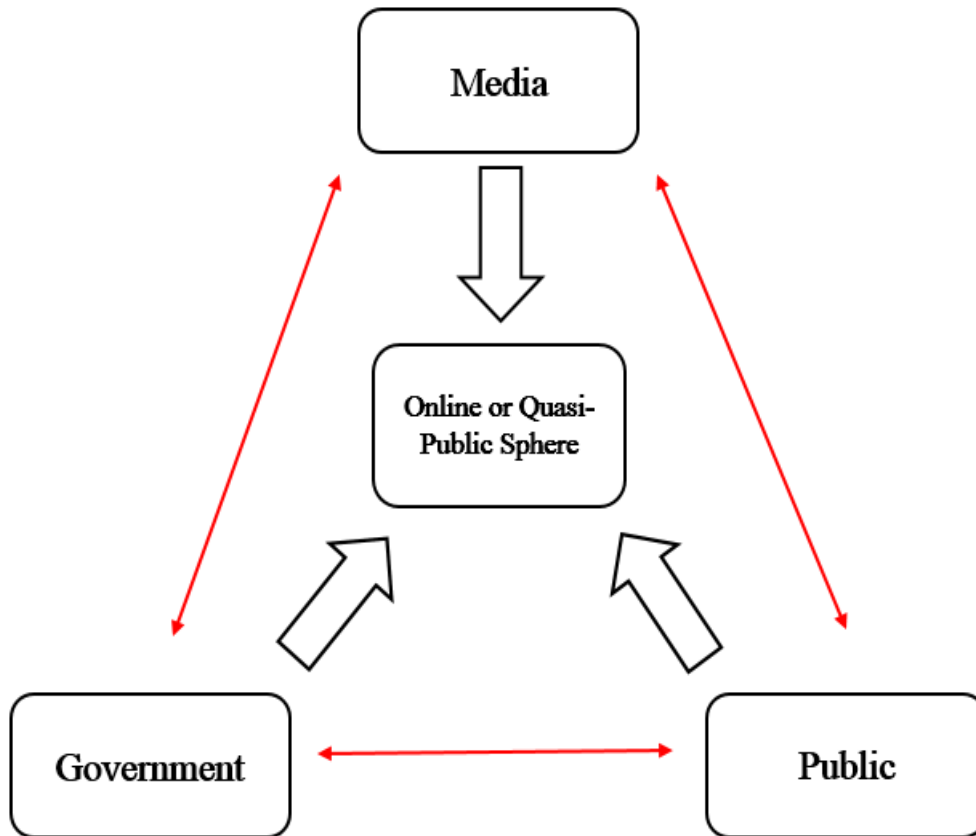 Media
Online or Quasi-
Public Sphere
Government
Public